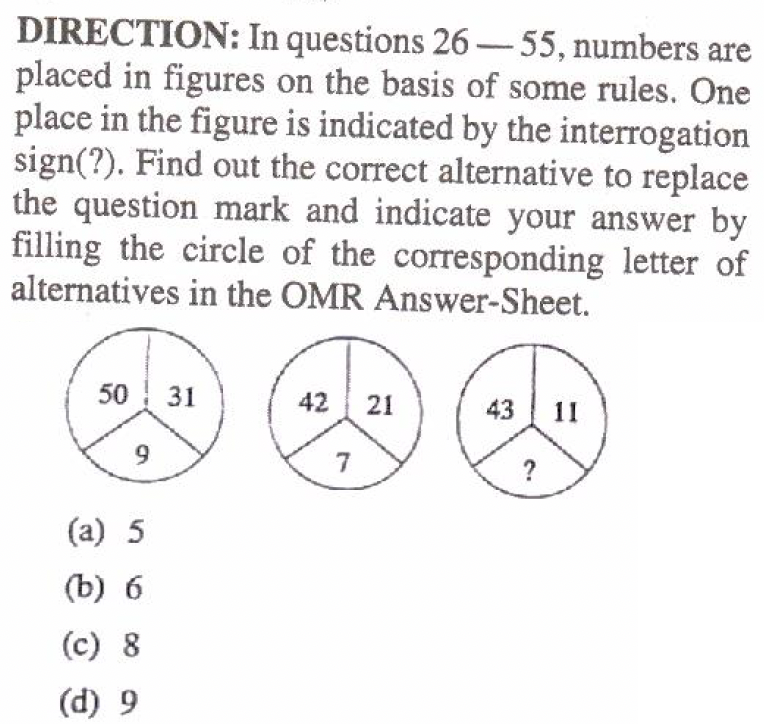 DIRECTION: In questions 26 — 55, numbers are
placed in figures on the basis of some rules. One
place in the figure is indicated by the interrogation
sign(?). Find out the correct alternative to replace
the question mark and indicate your answer by
filling the circle of the corresponding letter of
alternatives in the OMR Answer-Sheet.
50 31 42 21 43 11
9 7 ?
(a) 5
(b) 6
(c) 8
(d) 9